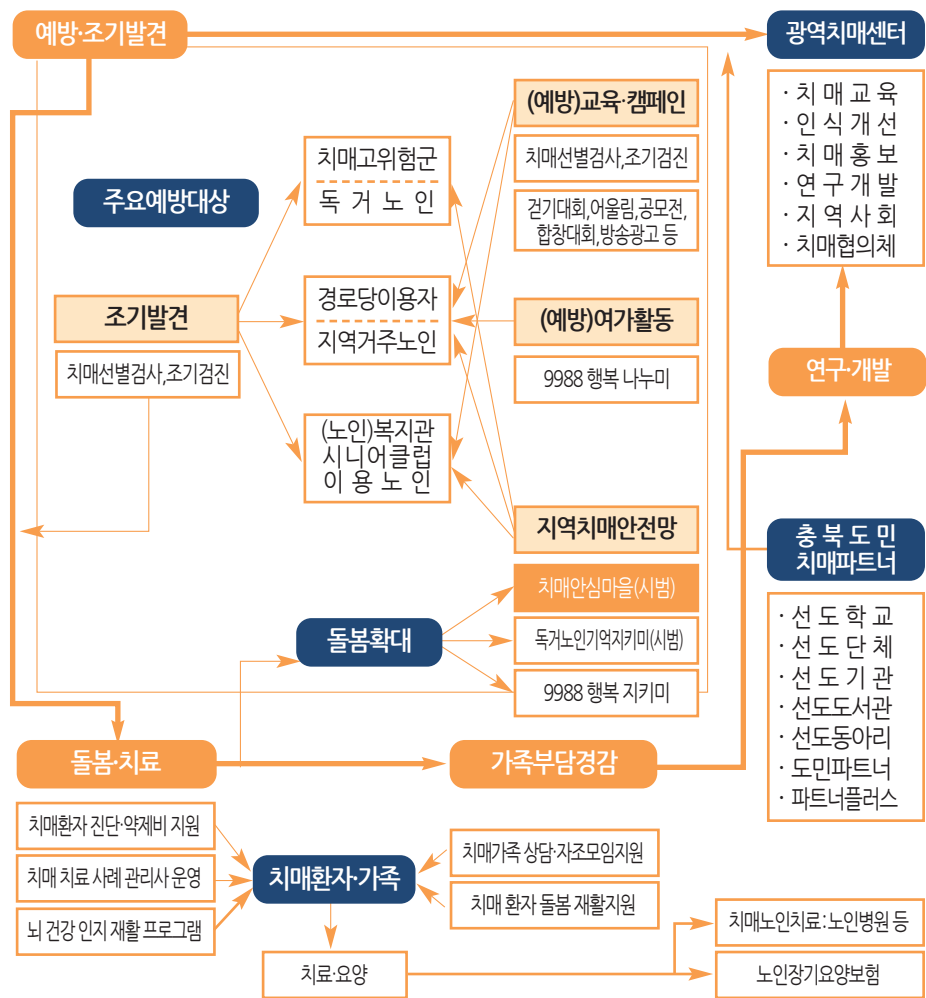 예방·조기발견
광역치매센터
· 치 매 교 육
· 인 식 개 선
· 치 매 홍 보
· 연 구 개 발
· 지 역 사 회
· 치매협의체
(예방)교육·캠페인
치매선별검사,조기검진
걷기대회,어울림,공모전,
합창대회,방송광고 등
치매고위험군
독 거 노 인
주요예방대상
조기발견
치매선별검사,조기검진
경로당이용자
지역거주노인
(예방)여가활동
9988 행복 나누미
연구·개발
(노인)복지관
시니어클럽
이 용 노 인
지역치매안전망
치매안심마을(시범)
독거노인기억지키미(시범)
9988 행복 지키미
돌봄확대
충 북 도 민
치매파트너
· 선 도 학 교
· 선 도 단 체
· 선 도 기 관
· 선도도서관
· 선도동아리
· 도민파트너
· 파트너플러스
돌봄·치료
가족부담경감
치매환자 진단·약제비 지원
치매 치료 사례 관리사 운영
뇌 건강 인지 재활 프로그램
치매환자·가족
치매가족 상담·자조모임지원
치매 환자 돌봄 재활지원
치료·요양
치매노인치료:노인병원 등
노인장기요양보험